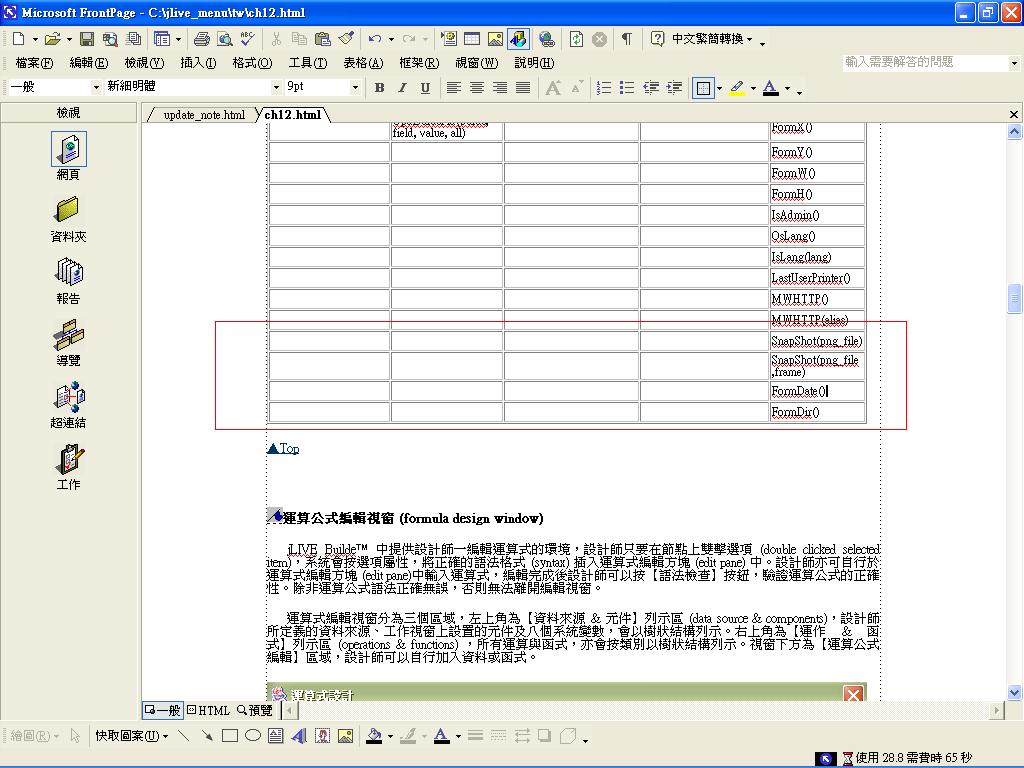 Microsoft FrontPage - C:\jlive_menu\tw\ch12.html
中文繁簡轉換
檔案(F) 編輯(E) 檢視(V) 插入(I) 格式(O) 工具(T) 表格(A) 框架(R) 視窗(W) 說明(H) 輸入需要解答的問題
一般 新細明體 9pt B I U
檢視 update_note.html ch12.html
網頁
資料夾
報告
導覽
超連結
工作
field, value, all) FormX()
FormY()
FormW()
FormH()
IsAdmin()
OsLang()
IsLang(lang)
LastUserPrinter()
MWHTTP()
MWHTTP(alias)
SnapShot(png_file)
SnapShot(png_file
,frame)
FormDate()
FormDir()
▲Top
運算公式編輯視窗 (formula design window)
jLIVE Builde™ 中提供設計師一編輯運算式的環境，設計師只要在節點上雙擊選項 (double clicked selected
item)，系統會按選項屬性，將正確的語法格式 (syntax) 插入運算式編輯方塊 (edit pane) 中。設計師亦可自行於
運算式編輯方塊 (edit pane)中輸入運算式，編輯完成後設計師可以按【語法檢查】按鈕，驗證運算公式的正確
性。除非運算公式語法正確無誤，否則無法離開編輯視窗。
運算式編輯視窗分為三個區域，左上角為【資料來源 & 元件】列示區 (data source & components)，設計師
所定義的資料來源、工作視窗上設置的元件及八個系統變數，會以樹狀結構列示。右上角為【運作 & 函
式】列示區 (operations & functions) ，所有運算與函式，亦會按類別以樹狀結構列示。視窗下方為【運算公式
編輯】區域，設計師可以自行加入資料或函式。
運算式設計
一般 HTML 預覽
繪圖(R) 快取圖案(U)
使用 28.8 需費時 65 秒